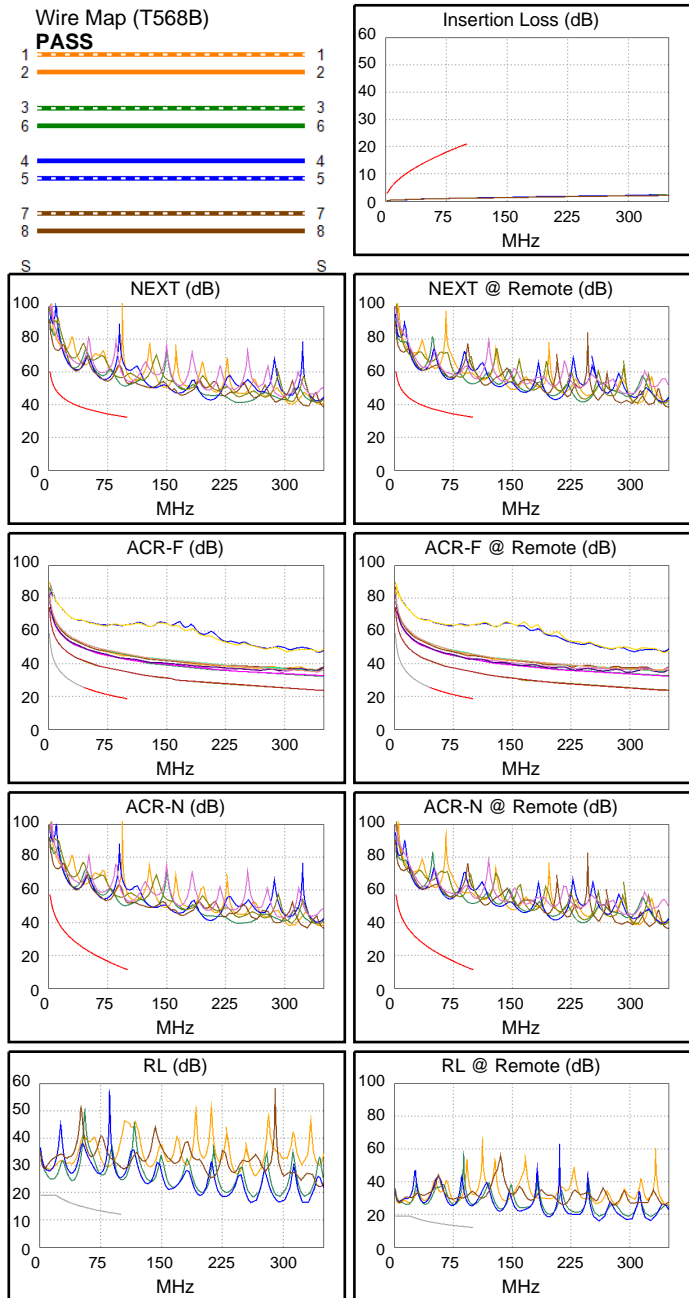 Wire Map (T568B)
PASS
1 1
2 2
3 3
6 6
4 4
5 5
7 7
8 8
S S
Insertion Loss (dB)
60
50
40
30
20
10
0
0 75 150 225 300
MHz
NEXT (dB)
100
80
60
40
20
0
0 75 150 225 300
MHz
NEXT @ Remote (dB)
100
80
60
40
20
0
0 75 150 225 300
MHz
ACR-F (dB)
100
80
60
40
20
0
0 75 150 225 300
MHz
ACR-F @ Remote (dB)
100
80
60
40
20
0
0 75 150 225 300
MHz
ACR-N (dB)
100
80
60
40
20
0
0 75 150 225 300
MHz
ACR-N @ Remote (dB)
100
80
60
40
20
0
0 75 150 225 300
MHz
RL (dB)
60
50
40
30
20
10
0
0 75 150 225 300
MHz
RL @ Remote (dB)
100
80
60
40
20
0
0 75 150 225 300
MHz